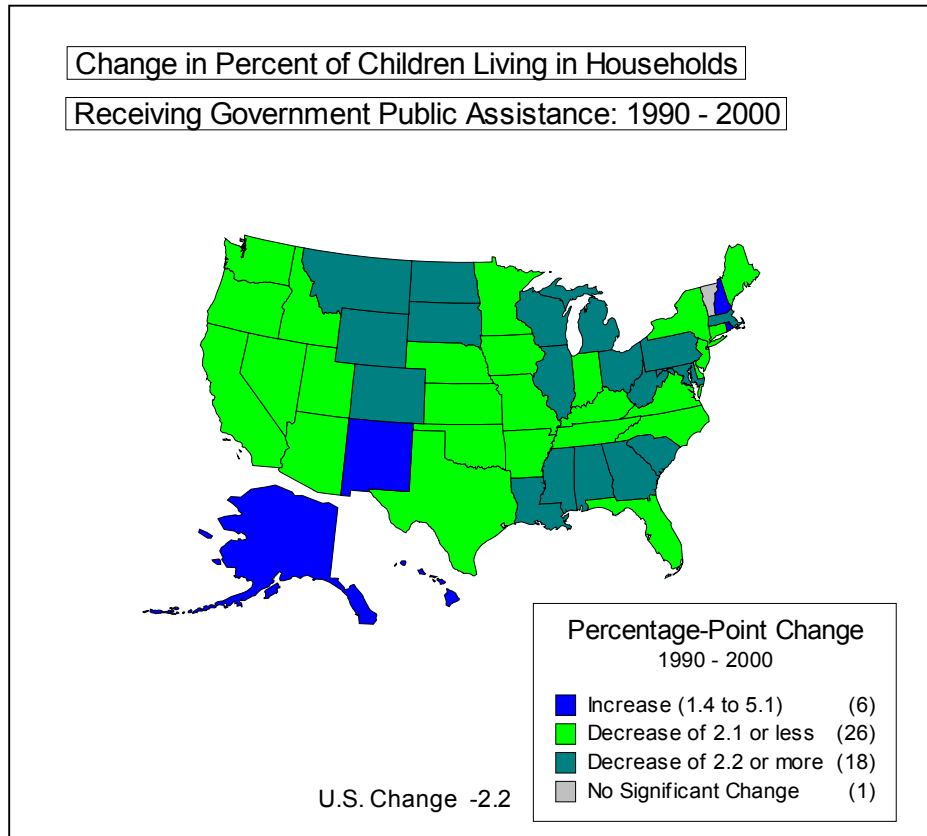 Change in Percent of Children Living in Households
Receiving Government Public Assistance: 1990 - 2000
Percentage-Point Change
1990 - 2000
Increase (1.4 to 5.1) (6)
Decrease of 2.1 or less (26)
Decrease of 2.2 or more (18)
No Significant Change (1)
U.S. Change -2.2